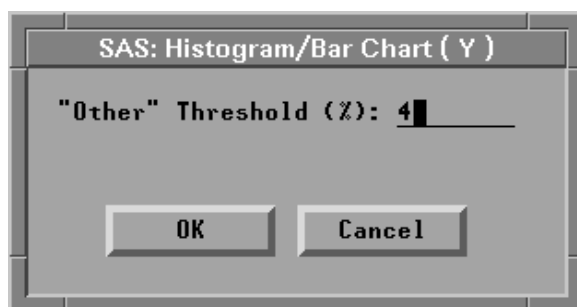 SAS: Histogram/Bar Chart ( Y )
"Other" Threshold (%): 4
OK Cancel